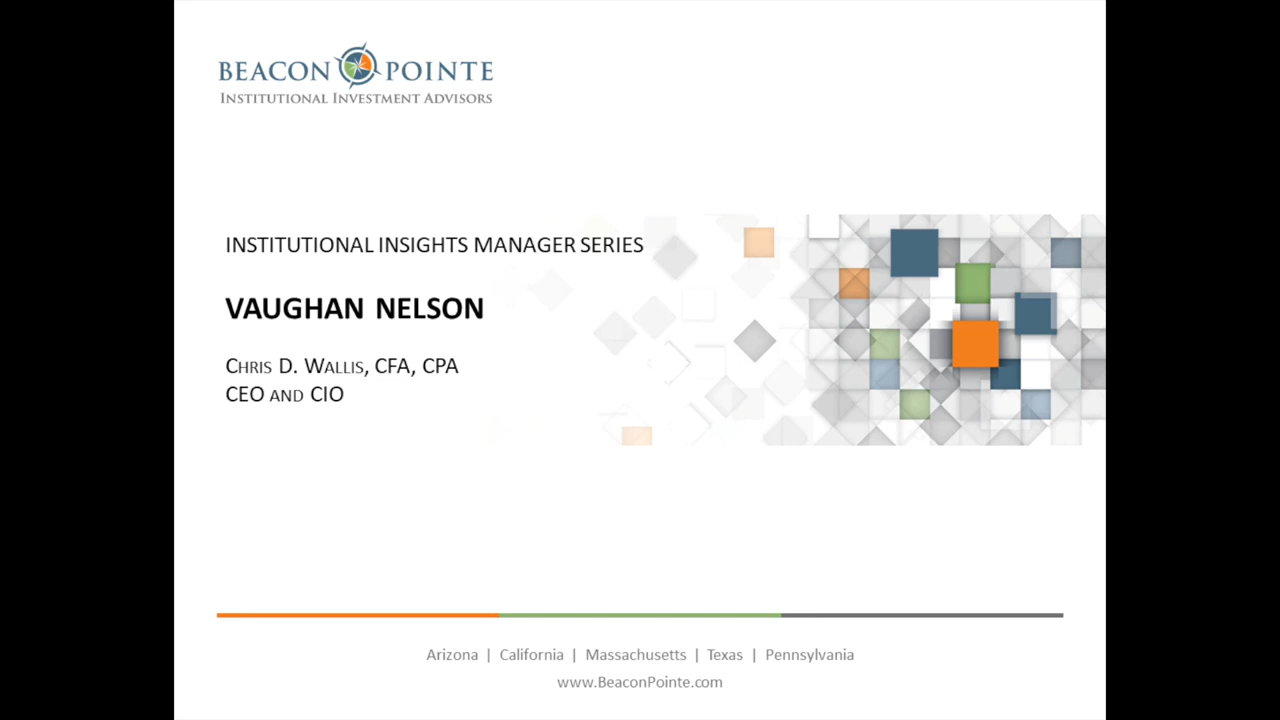 BEACON POINTE
INSTITUTIONAL INVESTMENT ADVISORS
INSTITUTIONAL INSIGHTS MANAGER SERIES
VAUGHAN NELSON
CHRIS D. WALLIS, CFA, CPA
CEO AND CIO
Arizona | California | Massachusetts | Texas | Pennsylvania
www.BeaconPointe.com